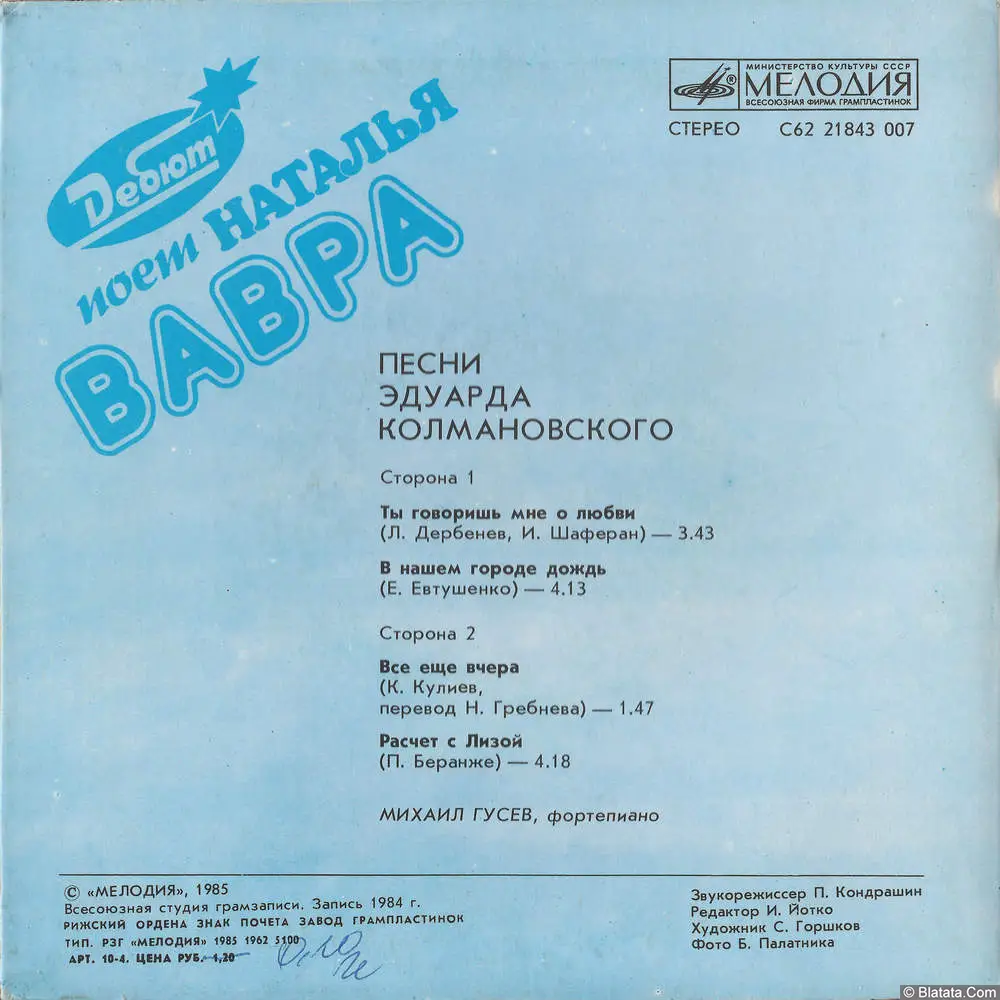 Дебют
поет НАТАЛЬЯ
ВАВРА
МИНИСТЕРСТВО КУЛЬТУРЫ СССР
МЕЛОДИЯ
ВСЕСОЮЗНАЯ ФИРМА ГРАМПЛАСТИНОК
СТЕРЕО С62 21843 007
ПЕСНИ
ЭДУАРДА
КОЛМАНОВСКОГО
Сторона 1
Ты говоришь мне о любви
(Л. Дербенев, И. Шаферан) — 3.43
В нашем городе дождь
(Е. Евтушенко) — 4.13
Сторона 2
Все еще вчера
(К. Кулиев,
перевод Н. Гребнева) — 1.47
Расчет с Лизой
(П. Беранже) — 4.18
МИХАИЛ ГУСЕВ, фортепиано
© «МЕЛОДИЯ», 1985
Всесоюзная студия грамзаписи. Запись 1984 г.
РИЖСКИЙ ОРДЕНА ЗНАК ПОЧЕТА ЗАВОД ГРАМПЛАСТИНОК
ТИП. РЗГ «МЕЛОДИЯ» 1985 1962 5100
АРТ. 10-4. ЦЕНА РУБ. 1,20
Звукорежиссер П. Кондрашин
Редактор И. Йотко
Художник С. Горшков
Фото Б. Палатника
© Blatata.Com